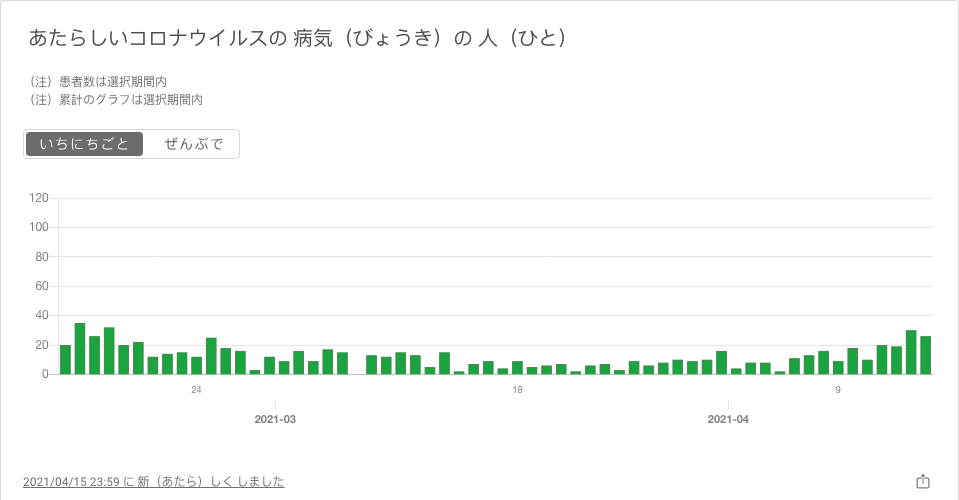 あたらしいコロナウイルスの 病気（びょうき）の 人（ひと）
（注）患者数は選択期間内
（注）累計のグラフは選択期間内
いちにちごと ぜんぶで
120
100
80
60
40
20
0
24 18 9
2021-03 2021-04
2021/04/15 23:59 に 新（あたら）しく しました